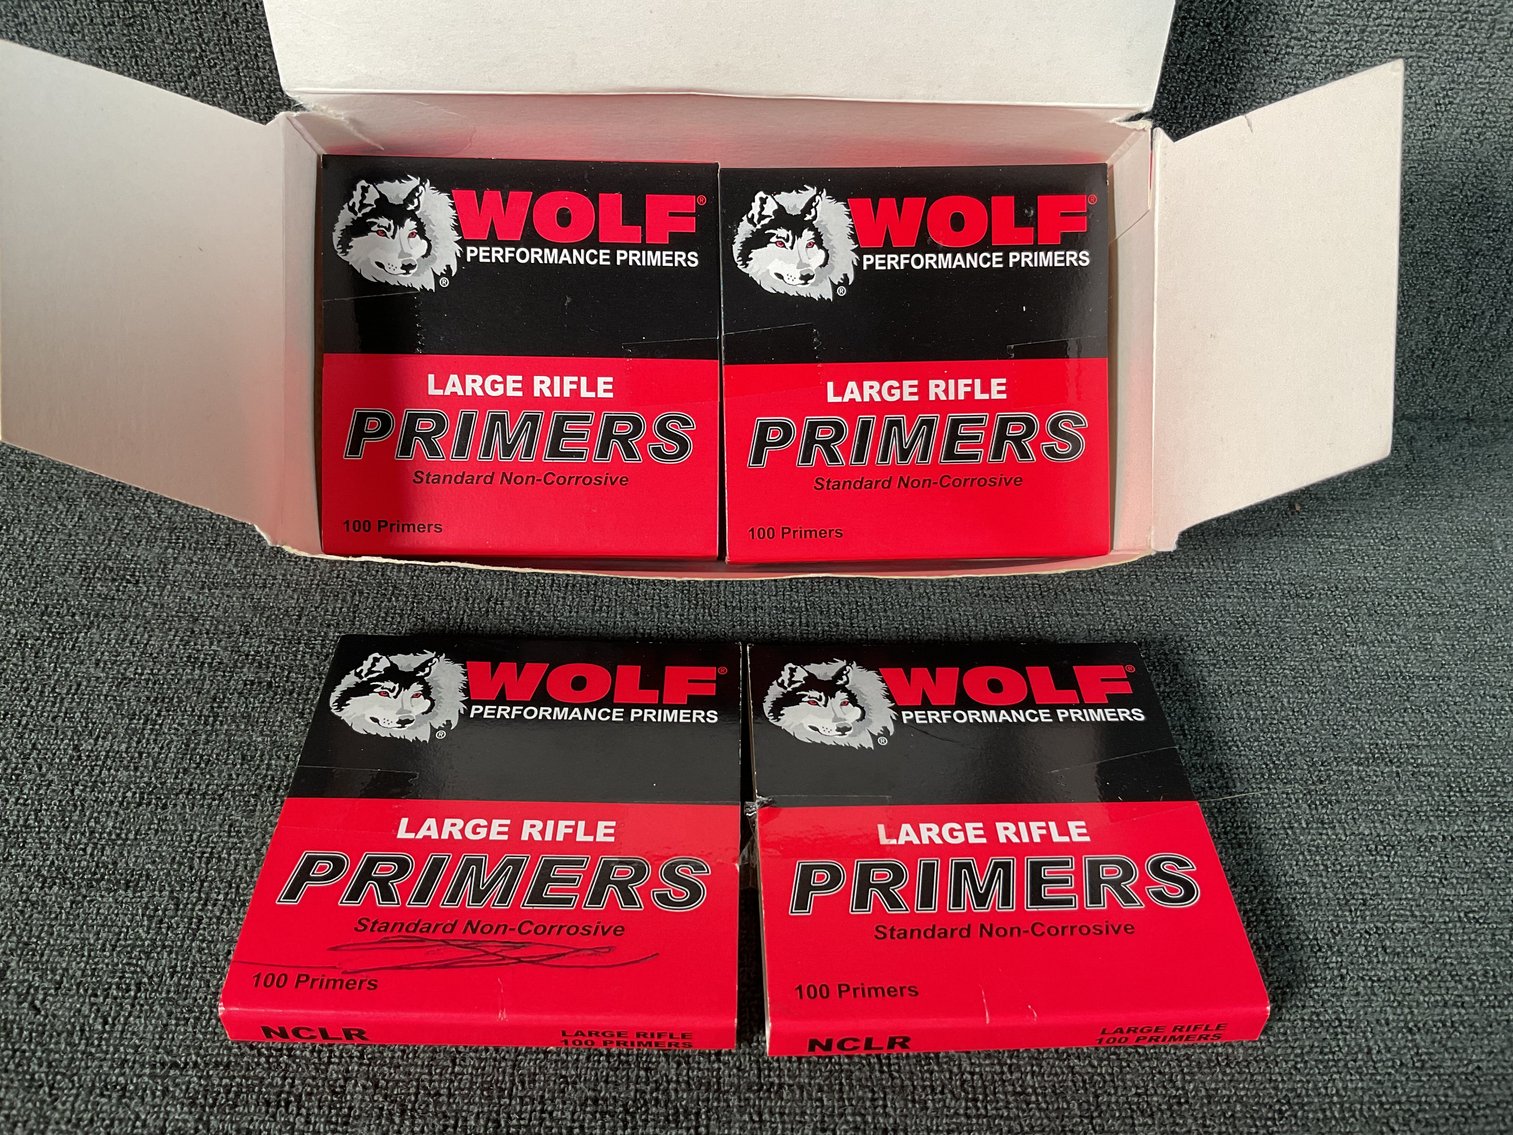 WOLF®
PERFORMANCE PRIMERS
®
LARGE RIFLE
PRIMERS
Standard Non-Corrosive
100 Primers
WOLF®
PERFORMANCE PRIMERS
®
LARGE RIFLE
PRIMERS
Standard Non-Corrosive
100 Primers
WOLF®
PERFORMANCE PRIMERS
®
LARGE RIFLE
PRIMERS
Standard Non-Corrosive
100 Primers
NCLR
LARGE RIFLE
100 PRIMERS
WOLF®
PERFORMANCE PRIMERS
®
LARGE RIFLE
PRIMERS
Standard Non-Corrosive
100 Primers
NCLR
LARGE RIFLE
100 PRIMERS